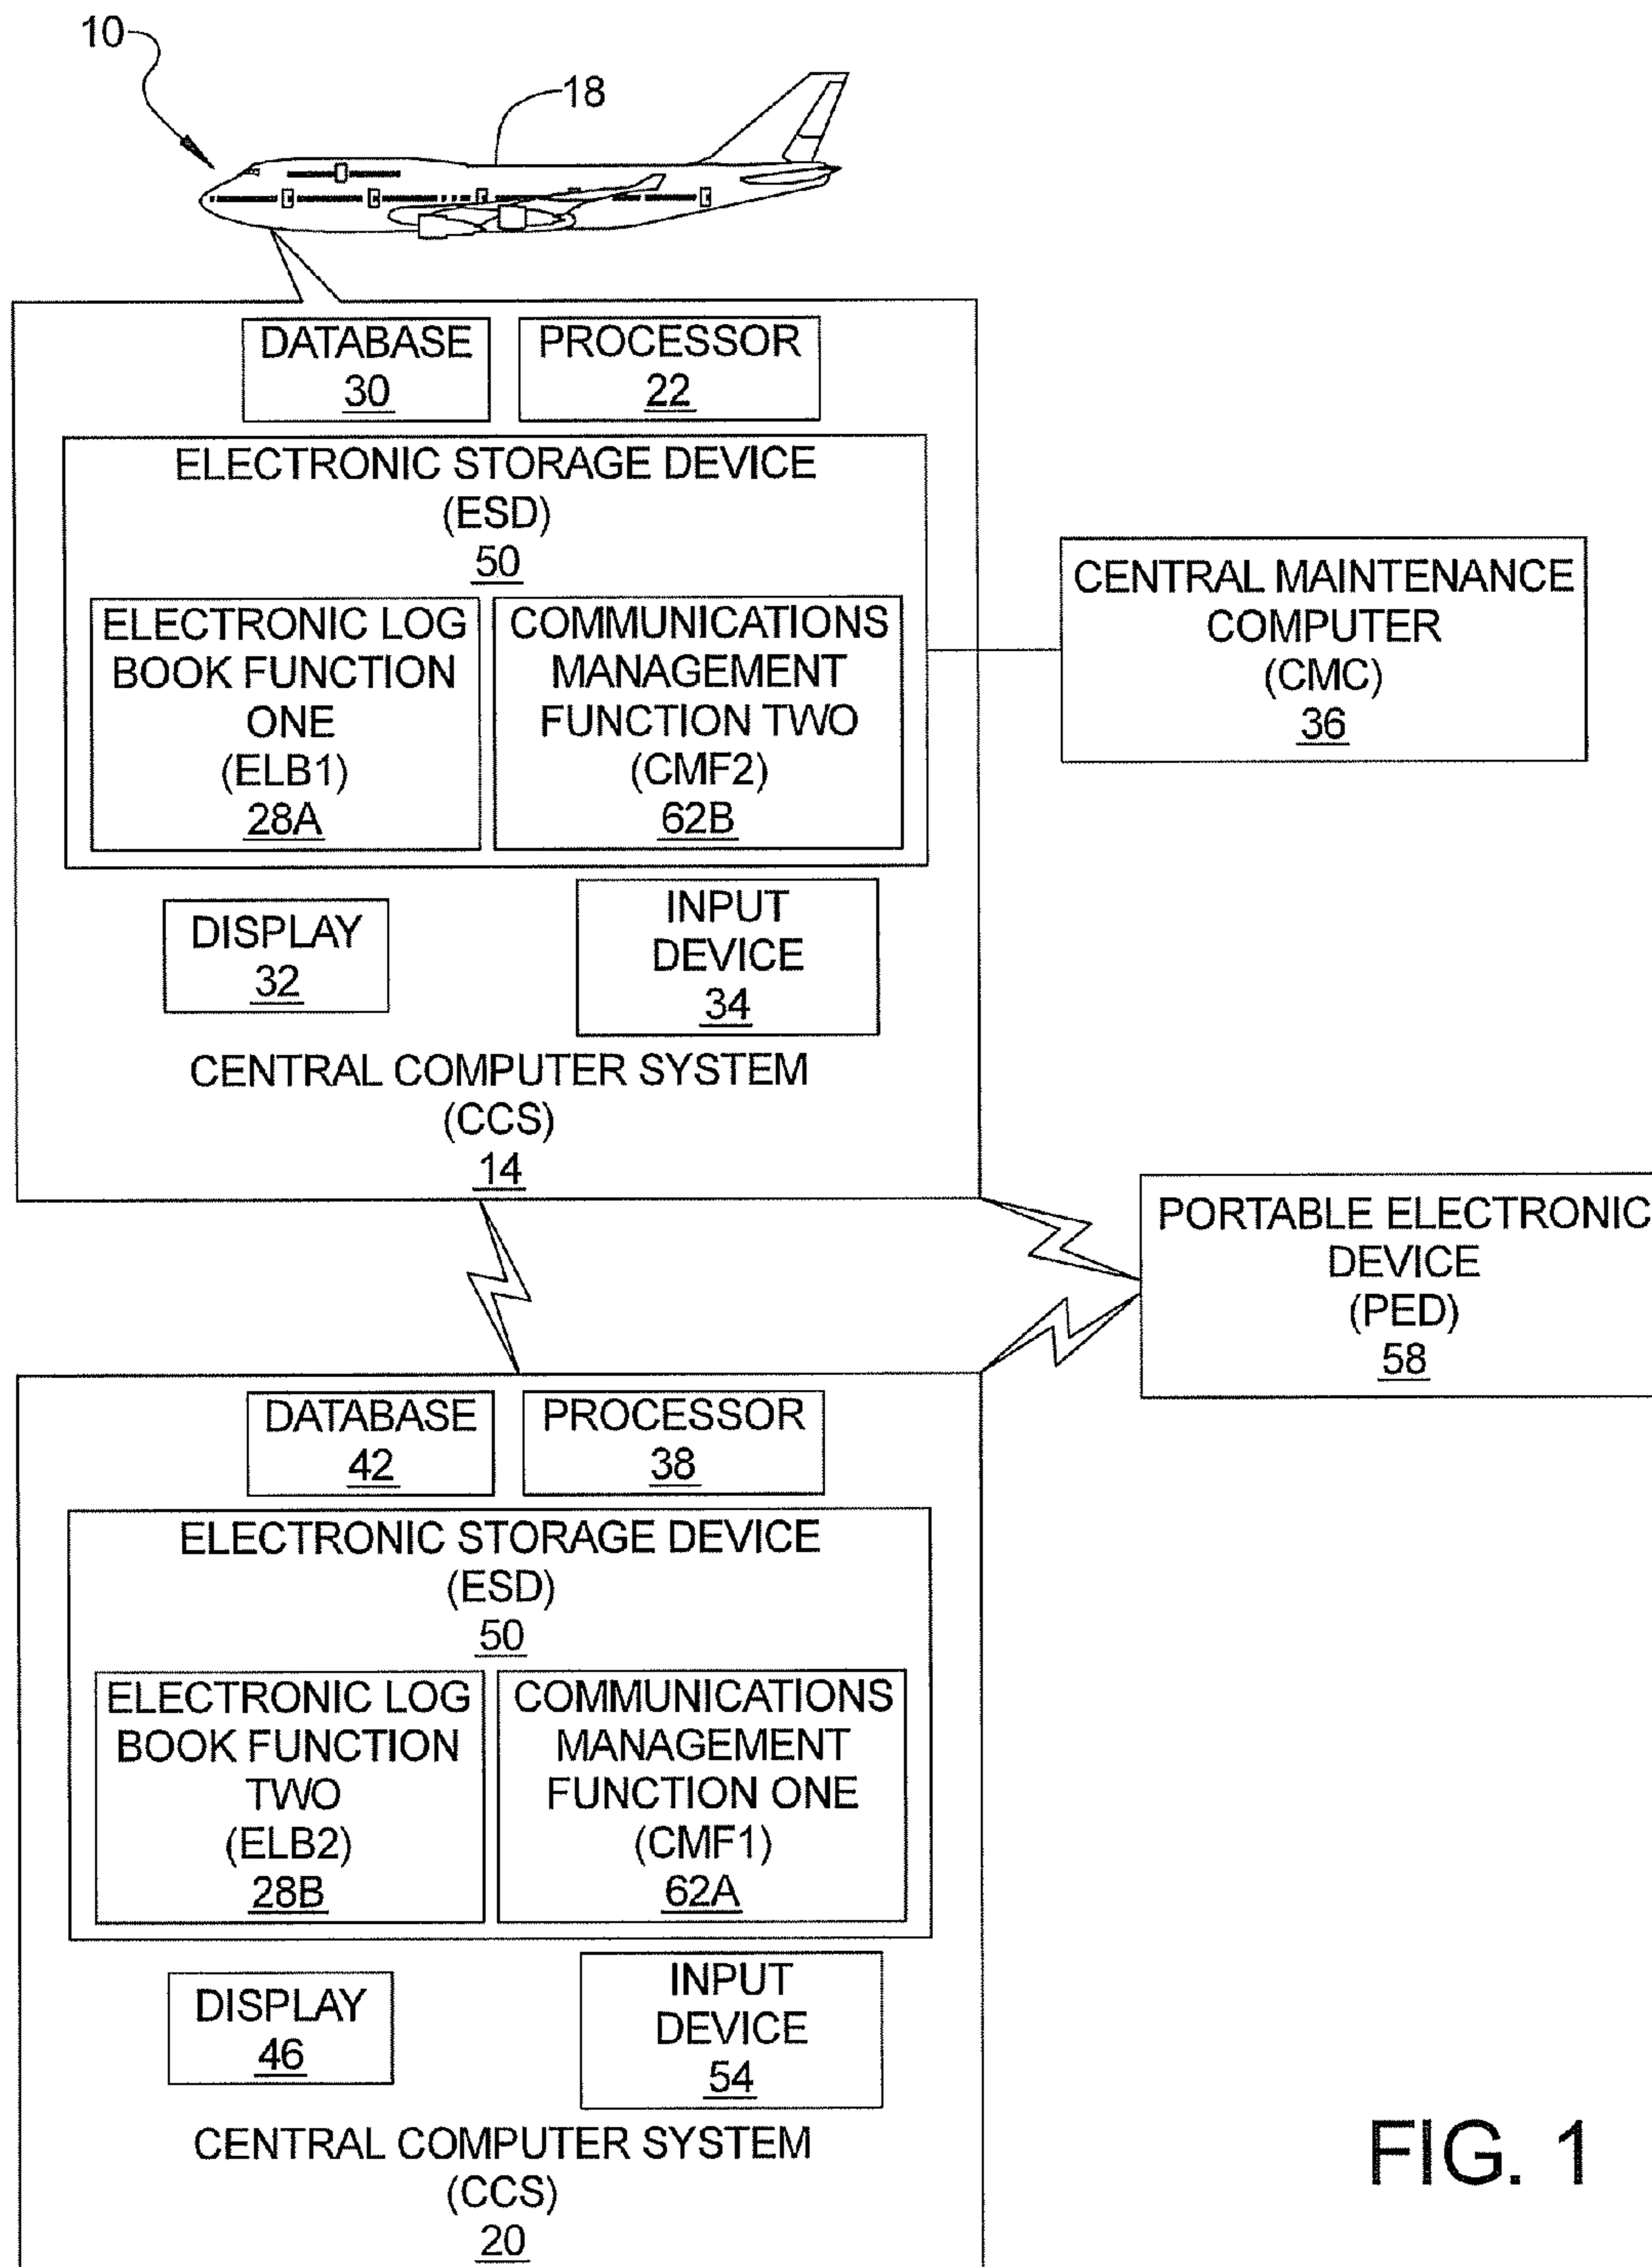 10
18
DATABASE
30
PROCESSOR
22
ELECTRONIC STORAGE DEVICE
(ESD)
50
ELECTRONIC LOG
BOOK FUNCTION
ONE
(ELB1)
28A
COMMUNICATIONS
MANAGEMENT
FUNCTION TWO
(CMF2)
62B
CENTRAL MAINTENANCE
COMPUTER
(CMC)
36
DISPLAY
32
INPUT
DEVICE
34
CENTRAL COMPUTER SYSTEM
(CCS)
14
PORTABLE ELECTRONIC
DEVICE
(PED)
58
DATABASE
42
PROCESSOR
38
ELECTRONIC STORAGE DEVICE
(ESD)
50
ELECTRONIC LOG
BOOK FUNCTION
TWO
(ELB2)
28B
COMMUNICATIONS
MANAGEMENT
FUNCTION ONE
(CMF1)
62A
DISPLAY
46
INPUT
DEVICE
54
CENTRAL COMPUTER SYSTEM
(CCS)
20
FIG. 1